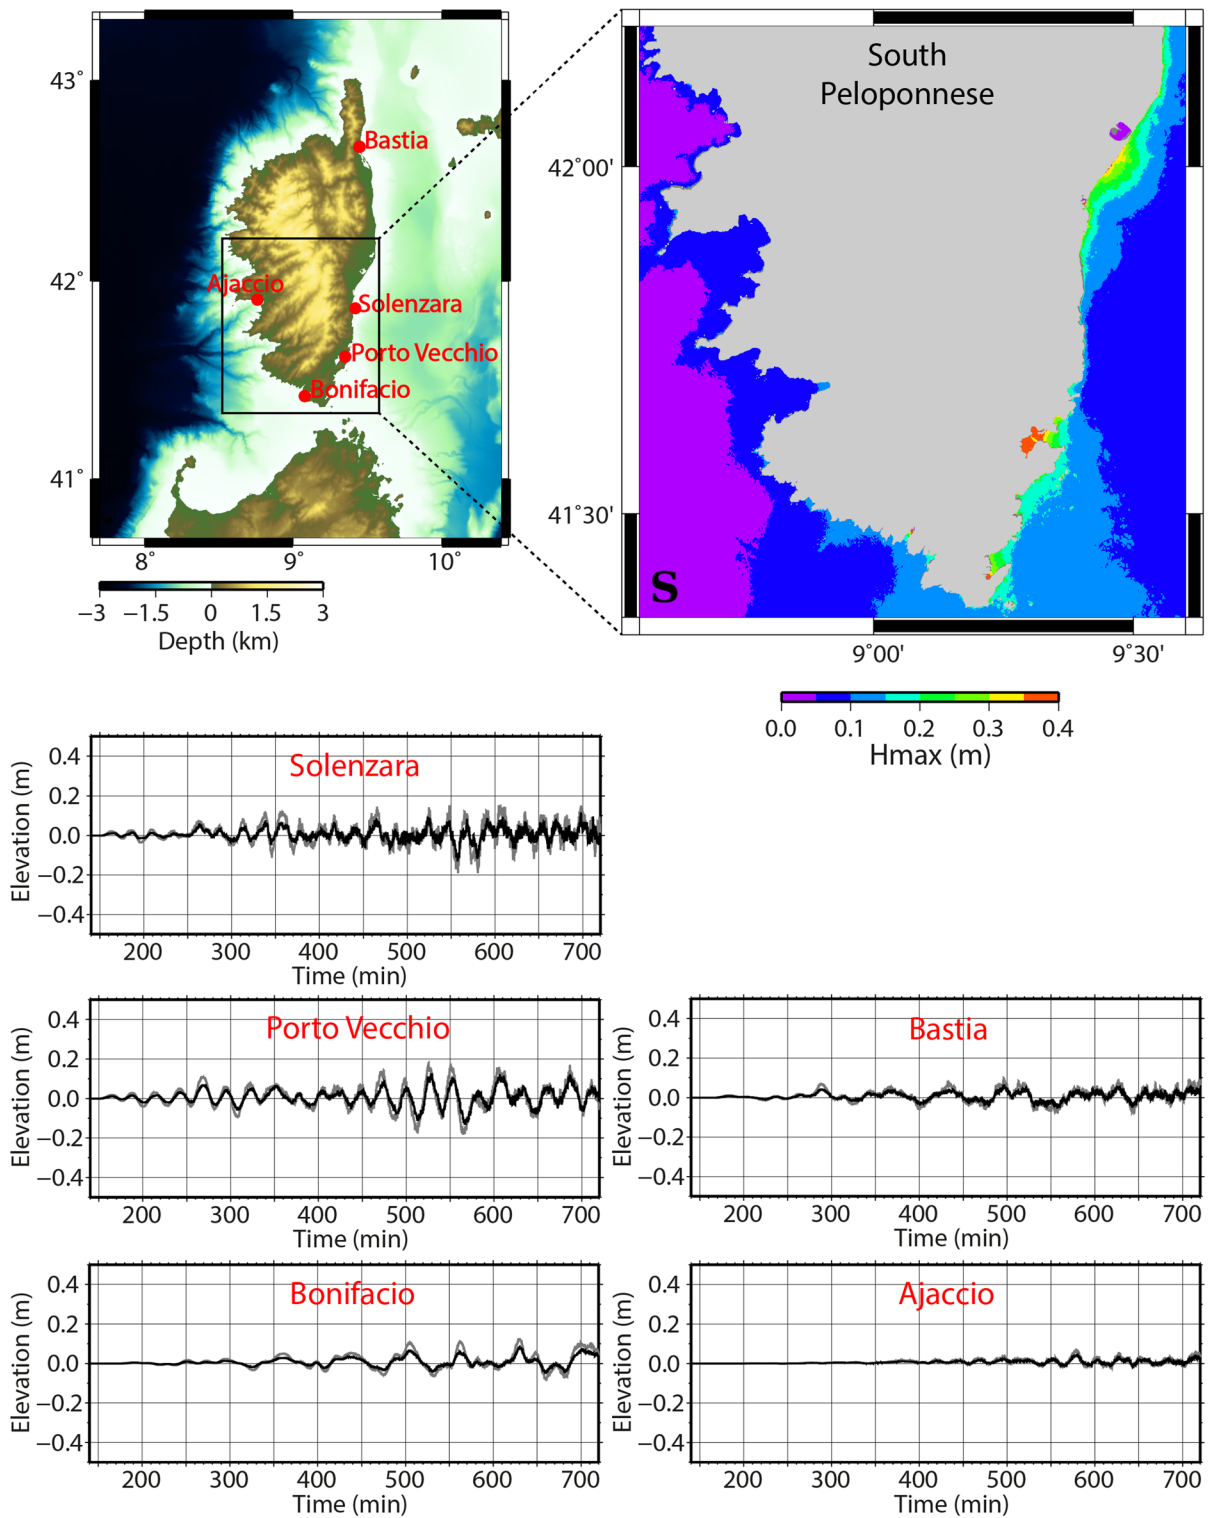 43°
42°
41°
8°
9°
10°
Bastia
Ajaccio
Solenzara
Porto Vecchio
Bonifacio
−3 −1.5 0 1.5 3
Depth (km)
South
Peloponnese
42°00'
41°30'
S
9°00' 9°30'
0.0 0.1 0.2 0.3 0.4
Hmax (m)
Solenzara
Elevation (m)
0.4
0.2
0.0
−0.2
−0.4
200 300 400 500 600 700
Time (min)
Porto Vecchio
Elevation (m)
0.4
0.2
0.0
−0.2
−0.4
200 300 400 500 600 700
Time (min)
Bastia
Elevation (m)
0.4
0.2
0.0
−0.2
−0.4
200 300 400 500 600 700
Time (min)
Bonifacio
Elevation (m)
0.4
0.2
0.0
−0.2
−0.4
200 300 400 500 600 700
Time (min)
Ajaccio
Elevation (m)
0.4
0.2
0.0
−0.2
−0.4
200 300 400 500 600 700
Time (min)